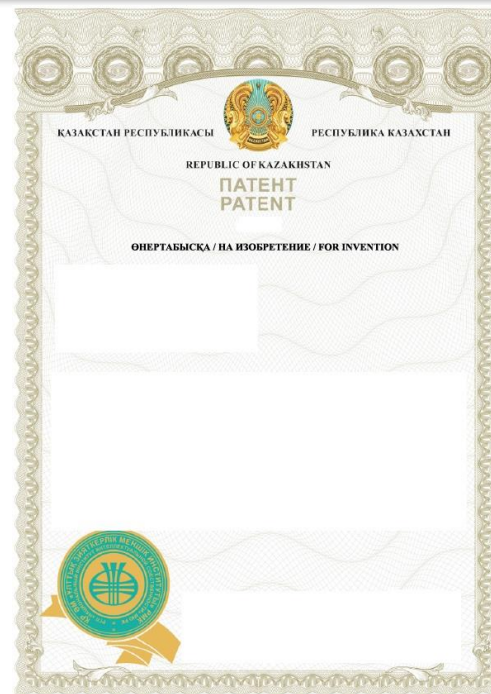 ҚАЗАҚСТАН РЕСПУБЛИКАСЫ
РЕСПУБЛИКА КАЗАХСТАН
REPUBLIC OF KAZAKHSTAN
ПАТЕНТ
PATENT
ӨНЕРТАБЫСҚА / НА ИЗОБРЕТЕНИЕ / FOR INVENTION